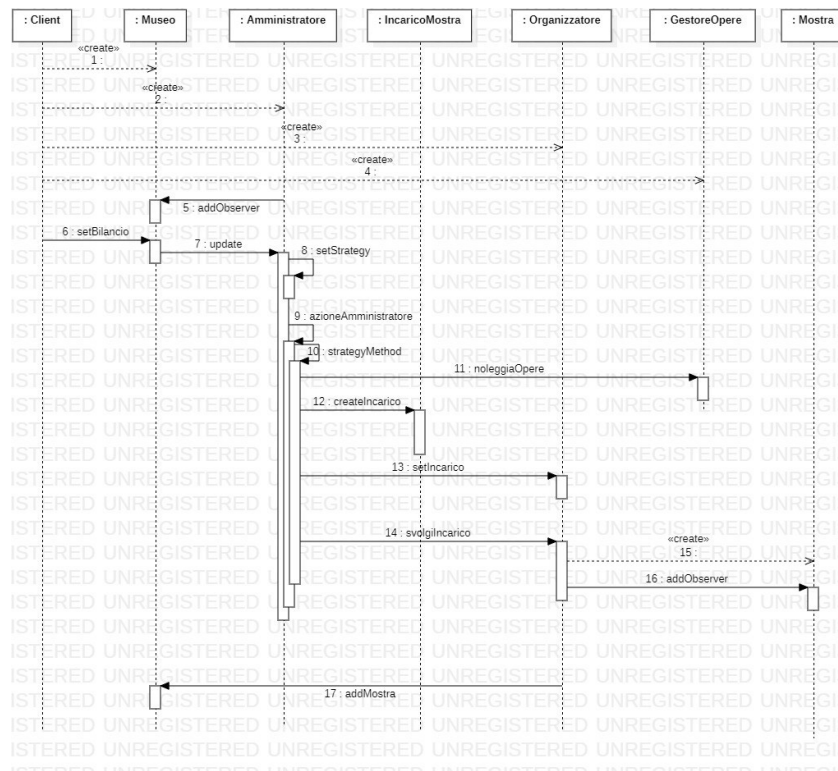 : Client
: Museo
: Amministratore
: IncaricoMostra
: Organizzatore
: GestoreOpere
: Mostra
«create»
1 :
«create»
2 :
«create»
3 :
«create»
4 :
5 : addObserver
6 : setBilancio
7 : update
8 : setStrategy
9 : azioneAmministratore
10 : strategyMethod
11 : noleggiaOpere
12 : createIncarico
13 : setIncarico
14 : svolgiIncarico
«create»
15 :
16 : addObserver
17 : addMostra
UNREGISTERED